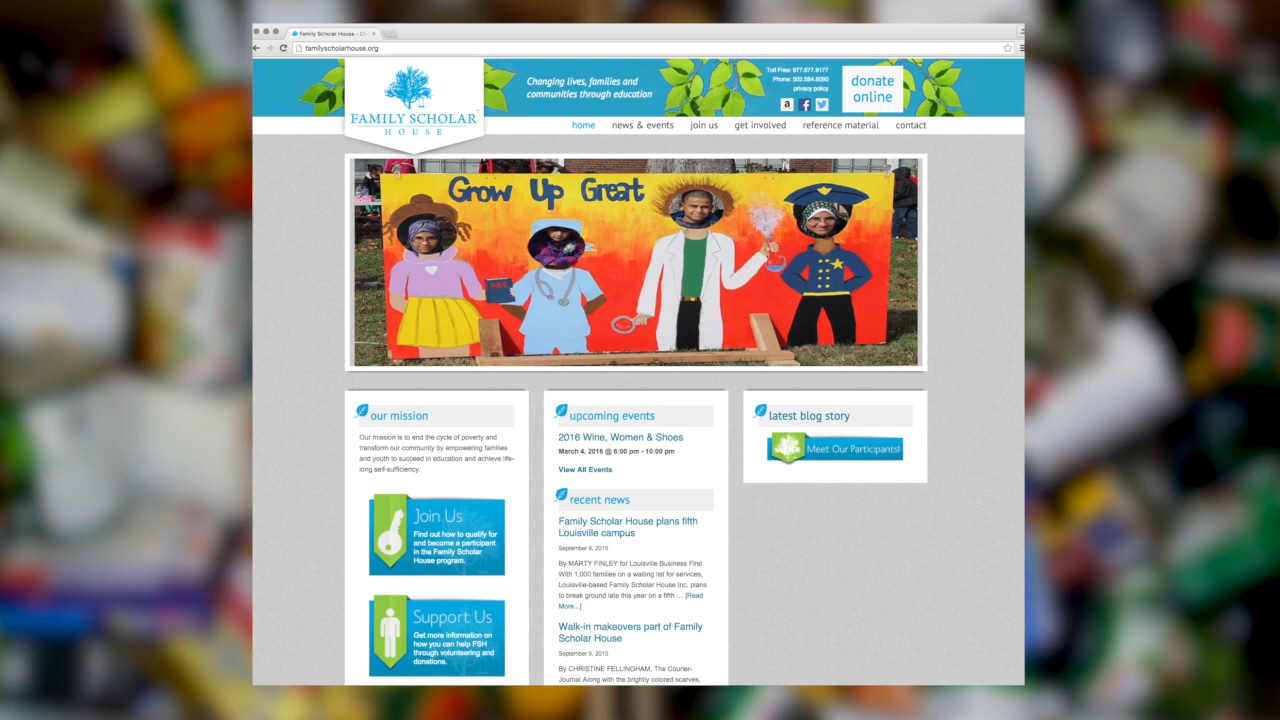 Family Scholar House - Ch
familyscholarhouse.org
Changing lives, families and
communities through education
Toll Free: 877.677.9177
Phone: 502.584.8090
privacy policy
donate
online
FAMILY SCHOLAR
HOUSE
home news & events join us get involved reference material contact
Grow Up Great
ABC
our mission
Our mission is to end the cycle of poverty and
transform our community by empowering families
and youth to succeed in education and achieve life-
long self-sufficiency.
Join Us
Find out how to qualify for
and become a participant
in the Family Scholar
House program.
Support Us
Get more information on
how you can help FSH
through volunteering and
donations.
upcoming events
2016 Wine, Women & Shoes
March 4, 2016 @ 6:00 pm - 10:00 pm
View All Events
recent news
Family Scholar House plans fifth
Louisville campus
September 9, 2015
By MARTY FINLEY for Louisville Business First
With 1,000 families on a waiting list for services,
Louisville-based Family Scholar House Inc. plans
to break ground late this year on a fifth ... [Read
More...]
Walk-in makeovers part of Family
Scholar House
September 9, 2015
By CHRISTINE FELLINGHAM, The Courier-
Journal Along with the brightly colored scarves,
latest blog story
Meet Our Participants!